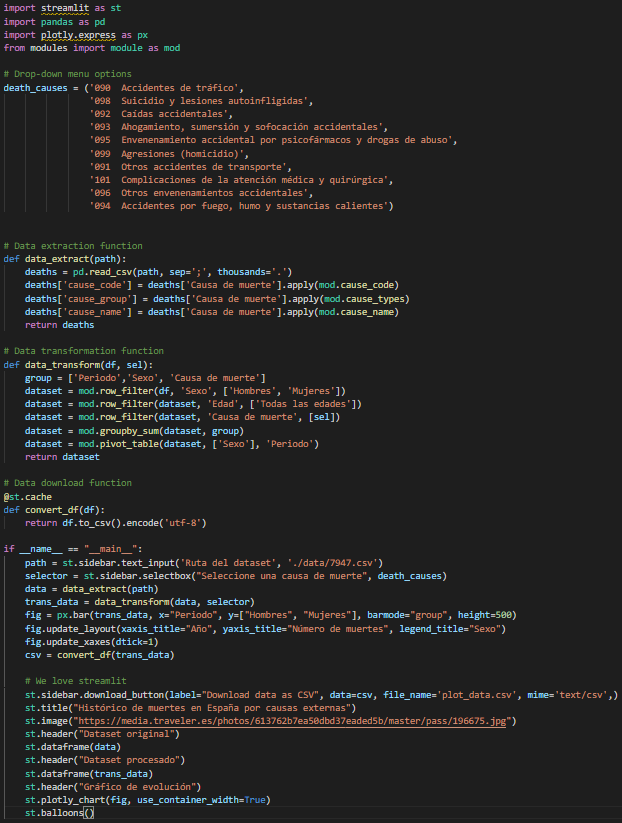 import streamlit as st
import pandas as pd
import plotly.express as px
from modules import module as mod

# Drop-down menu options
death_causes = ('090  Accidentes de tráfico',
                '098  Suicidio y lesiones autoinfligidas',
                '092  Caídas accidentales',
                '093  Ahogamiento, sumersión y sofocación accidentales',
                '095  Envenenamiento accidental por psicofármacos y drogas de abuso',
                '099  Agresiones (homicidio)',
                '091  Otros accidentes de transporte',
                '101  Complicaciones de la atención médica y quirúrgica',
                '096  Otros envenenamientos accidentales',
                '094  Accidentes por fuego, humo y sustancias calientes')


# Data extraction function
def data_extract(path):
    deaths = pd.read_csv(path, sep=';', thousands='.')
    deaths['cause_code'] = deaths['Causa de muerte'].apply(mod.cause_code)
    deaths['cause_group'] = deaths['Causa de muerte'].apply(mod.cause_types)
    deaths['cause_name'] = deaths['Causa de muerte'].apply(mod.cause_name)
    return deaths

# Data transformation function
def data_transform(df, sel):
    group = ['Periodo','Sexo', 'Causa de muerte']
    dataset = mod.row_filter(df, 'Sexo', ['Hombres', 'Mujeres'])
    dataset = mod.row_filter(dataset, 'Edad', ['Todas las edades'])
    dataset = mod.row_filter(dataset, 'Causa de muerte', [sel])
    dataset = mod.groupby_sum(dataset, group)
    dataset = mod.pivot_table(dataset, ['Sexo'], 'Periodo')
    return dataset

# Data download function
@st.cache
def convert_df(df):
    return df.to_csv().encode('utf-8')

if __name__ == "__main__":
    path = st.sidebar.text_input('Ruta del dataset', './data/7947.csv')
    selector = st.sidebar.selectbox("Seleccione una causa de muerte", death_causes)
    data = data_extract(path)
    trans_data = data_transform(data, selector)
    fig = px.bar(trans_data, x="Periodo", y=["Hombres", "Mujeres"], barmode="group", height=500)
    fig.update_layout(xaxis_title="Año", yaxis_title="Número de muertes", legend_title="Sexo")
    fig.update_xaxes(dtick=1)
    csv = convert_df(trans_data)

    # We love streamlit
    st.sidebar.download_button(label="Download data as CSV", data=csv, file_name='plot_data.csv', mime='text/csv',)
    st.title("Histórico de muertes en España por causas externas")
    st.image("https://media.traveler.es/photos/613762b7ea50dbd37eaded5b/master/pass/196675.jpg")
    st.header("Dataset original")
    st.dataframe(data)
    st.header("Dataset procesado")
    st.dataframe(trans_data)
    st.header("Gráfico de evolución")
    st.plotly_chart(fig, use_container_width=True)
    st.balloons()